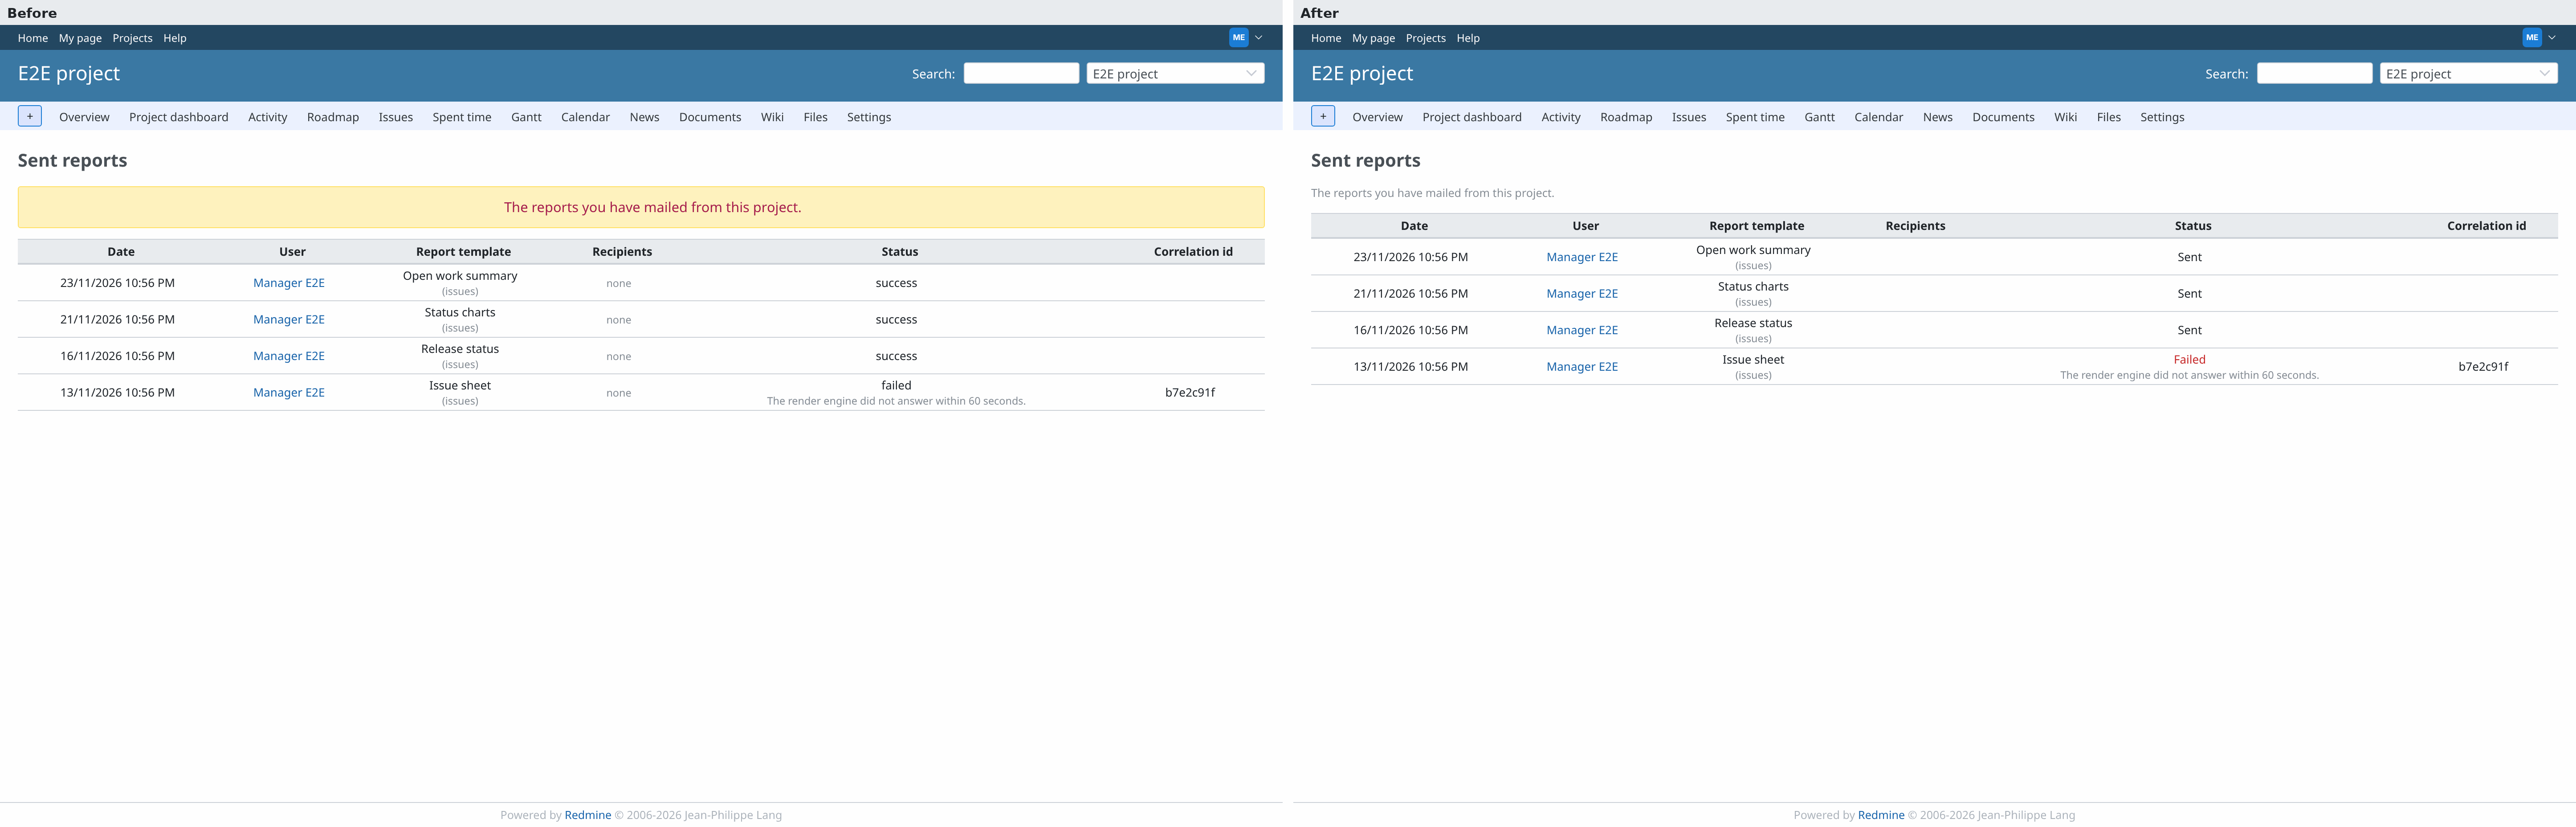 Before
Home My page Projects Help ME
E2E project Search: E2E project
+ Overview Project dashboard Activity Roadmap Issues Spent time Gantt Calendar News Documents Wiki Files Settings
Sent reports
The reports you have mailed from this project.
Date User Report template Recipients Status Correlation id
23/11/2026 10:56 PM Manager E2E Open work summary none success
(issues)
21/11/2026 10:56 PM Manager E2E Status charts none success
(issues)
16/11/2026 10:56 PM Manager E2E Release status none success
(issues)
13/11/2026 10:56 PM Manager E2E Issue sheet none failed b7e2c91f
(issues) The render engine did not answer within 60 seconds.
Powered by Redmine © 2006-2026 Jean-Philippe Lang
After
Home My page Projects Help ME
E2E project Search: E2E project
+ Overview Project dashboard Activity Roadmap Issues Spent time Gantt Calendar News Documents Wiki Files Settings
Sent reports
The reports you have mailed from this project.
Date User Report template Recipients Status Correlation id
23/11/2026 10:56 PM Manager E2E Open work summary Sent
(issues)
21/11/2026 10:56 PM Manager E2E Status charts Sent
(issues)
16/11/2026 10:56 PM Manager E2E Release status Sent
(issues)
13/11/2026 10:56 PM Manager E2E Issue sheet Failed b7e2c91f
(issues) The render engine did not answer within 60 seconds.
Powered by Redmine © 2006-2026 Jean-Philippe Lang